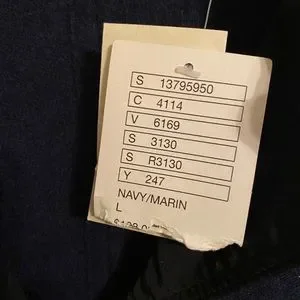 S 13795950
C 4114
V 6169
S 3130
S R3130
Y 247
NAVY/MARIN
L